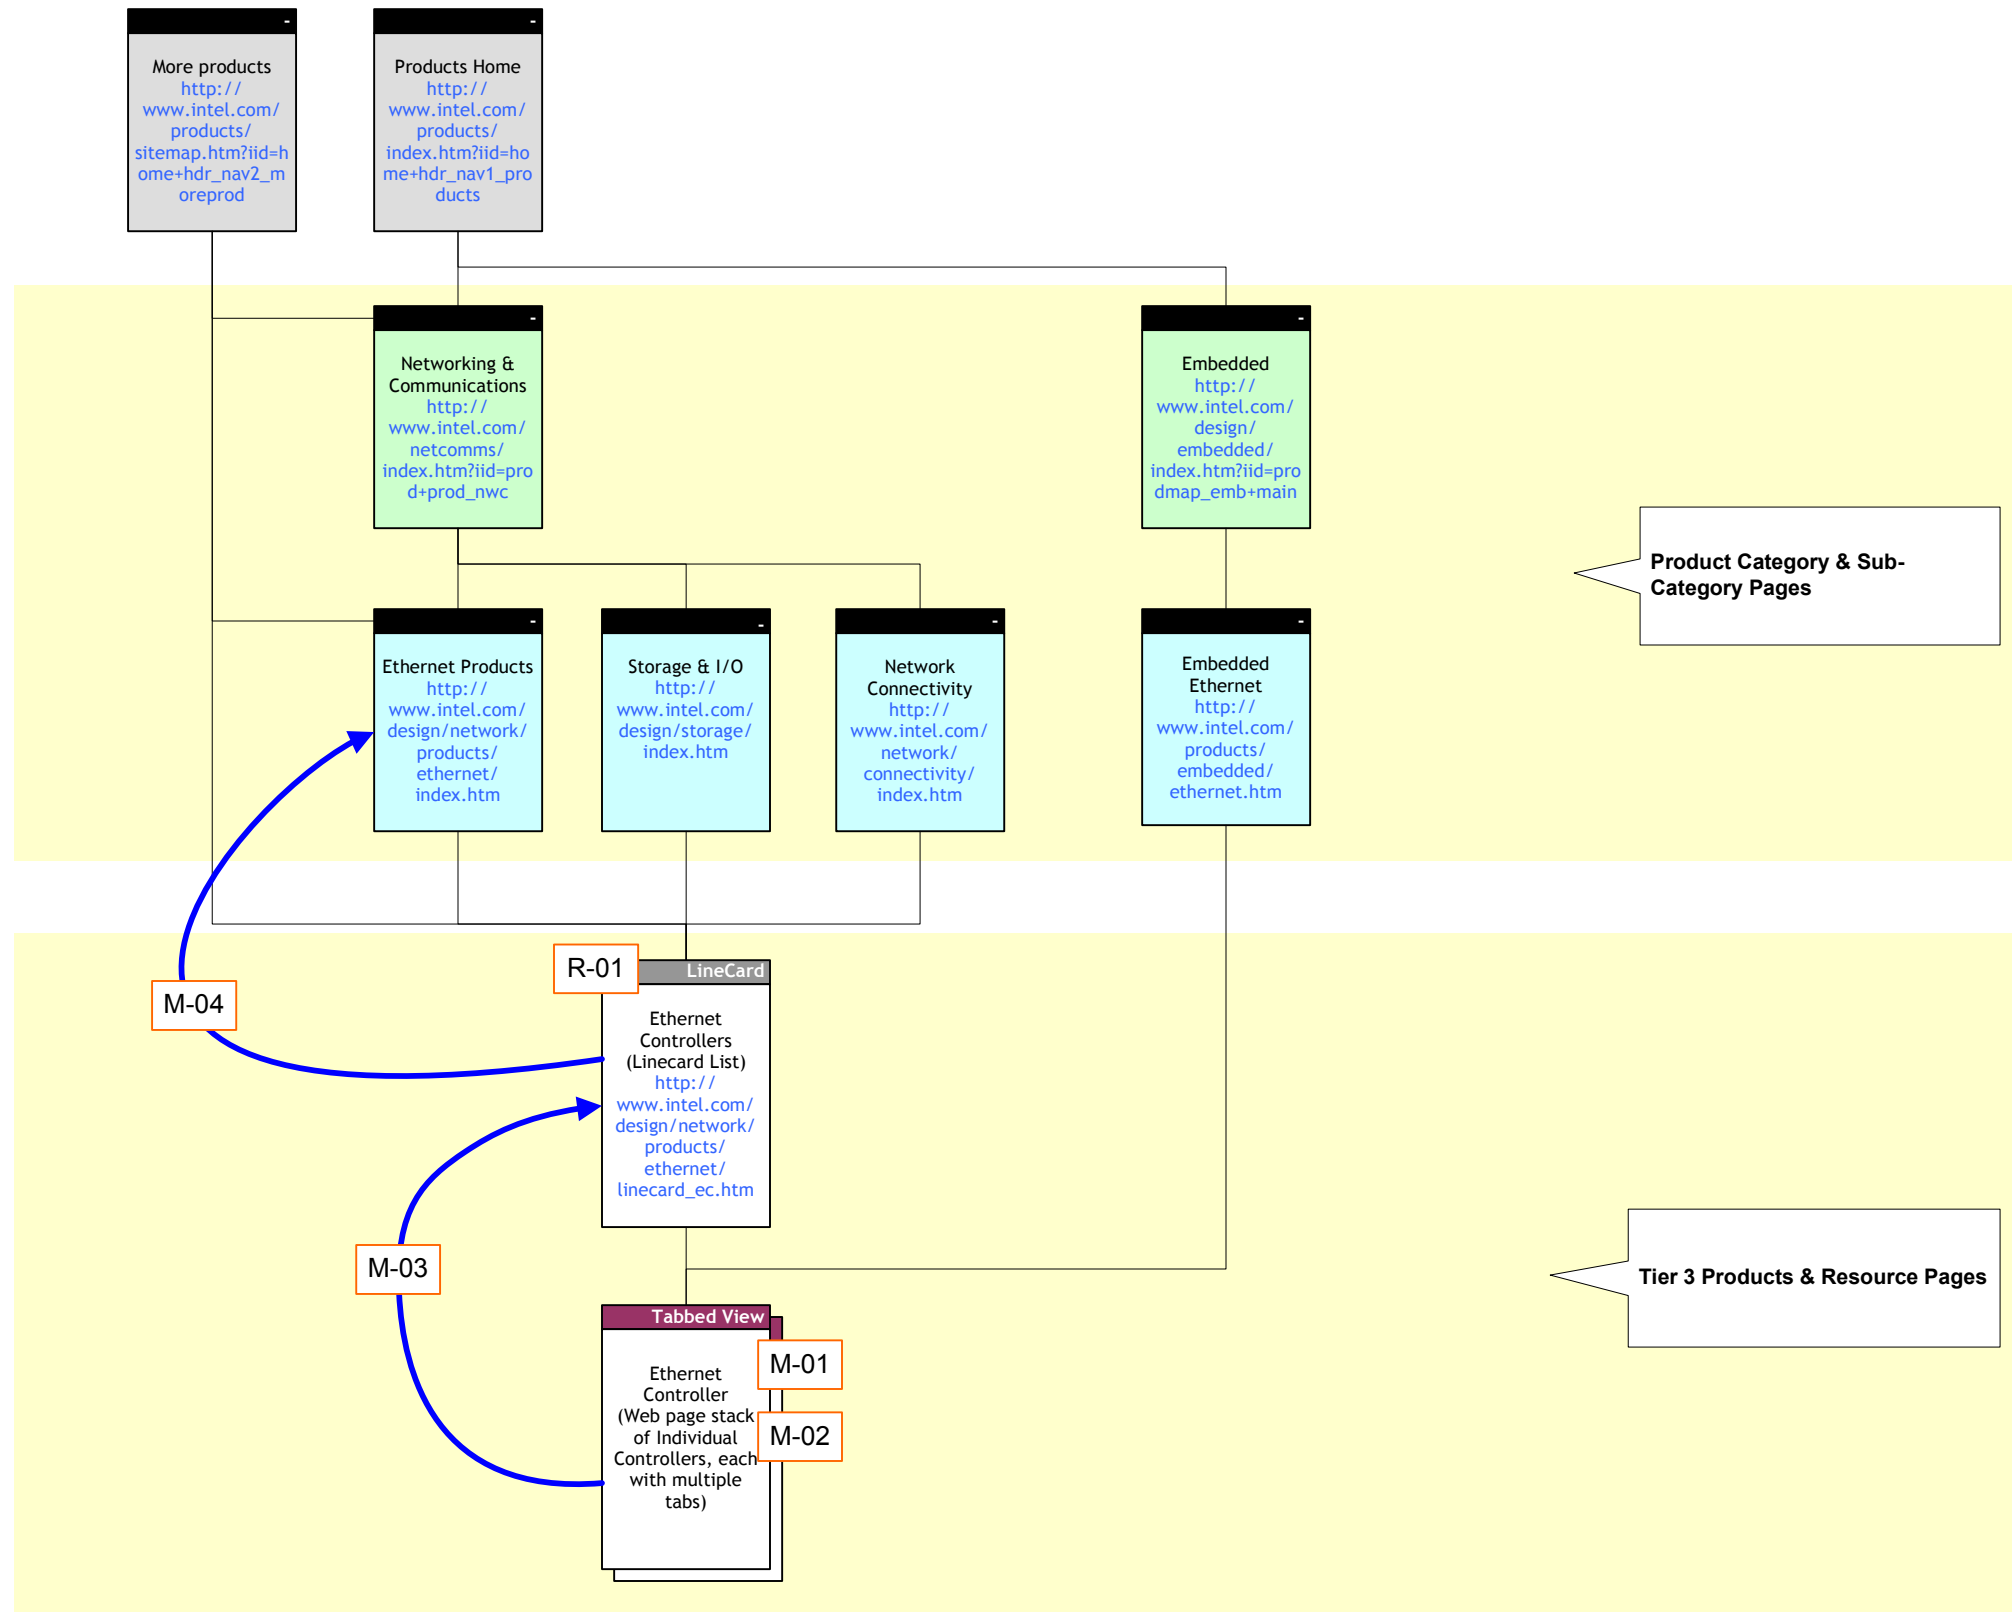 -
More products
http://
www.intel.com/
products/
sitemap.htm?iid=h
ome+hdr_nav2_m
oreprod
-
Products Home
http://
www.intel.com/
products/
index.htm?iid=ho
me+hdr_nav1_pro
ducts
-
Networking &
Communications
http://
www.intel.com/
netcomms/
index.htm?iid=pro
d+prod_nwc
-
Embedded
http://
www.intel.com/
design/
embedded/
index.htm?iid=pro
dmap_emb+main
Product Category & Sub-
Category Pages
-
Ethernet Products
http://
www.intel.com/
design/network/
products/
ethernet/
index.htm
-
Storage & I/O
http://
www.intel.com/
design/storage/
index.htm
-
Network
Connectivity
http://
www.intel.com/
network/
connectivity/
index.htm
-
Embedded
Ethernet
http://
www.intel.com/
products/
embedded/
ethernet.htm
R-01
LineCard
M-04
Ethernet
Controllers
(Linecard List)
http://
www.intel.com/
design/network/
products/
ethernet/
linecard_ec.htm
M-03
Tier 3 Products & Resource Pages
Tabbed View
M-01
M-02
Ethernet
Controller
(Web page stack
of Individual
Controllers, each
with multiple
tabs)